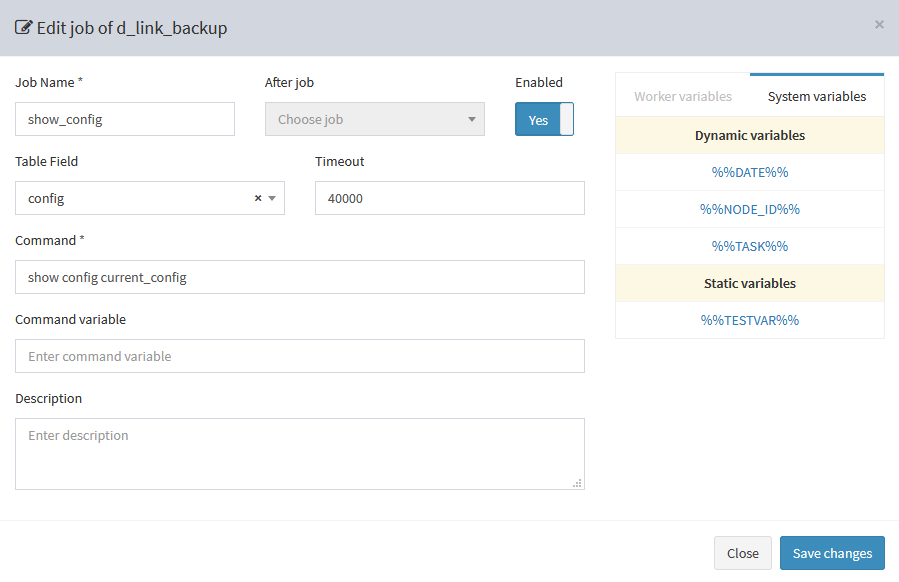 Edit job of d_link_backup
×
Job Name *
After job
Enabled
show_config
Choose job
Yes
Table Field
Timeout
config
×
40000
Command *
show config current_config
Command variable
Enter command variable
Description
Enter description
Worker variables
System variables
Dynamic variables
%%DATE%%
%%NODE_ID%%
%%TASK%%
Static variables
%%TESTVAR%%
Close
Save changes